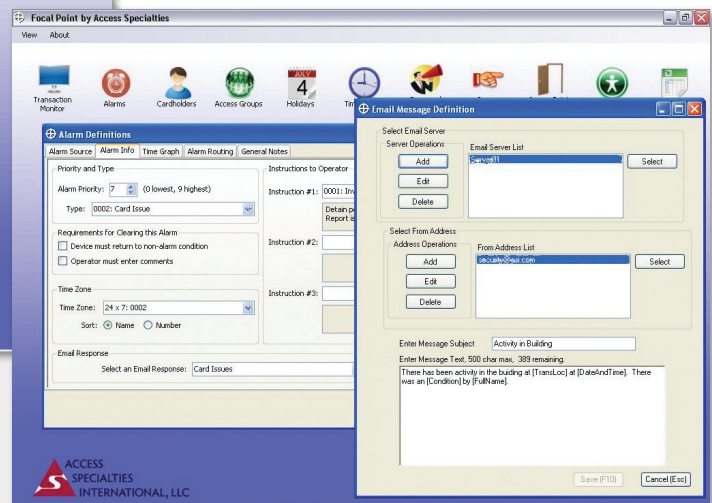 Focal Point by Access Specialties
View About
Transaction Monitor
Alarms
Cardholders
Access Groups
Holidays
Alarm Definitions
Alarm Source Alarm Info Time Graph Alarm Routing General Notes
Priority and Type
Alarm Priority: 7 (0 lowest, 9 highest)
Type: 0002: Card Issue
Requirements for Clearing this Alarm
Device must return to non-alarm condition
Operator must enter comments
Time Zone
Time Zone: 24 x 7: 0002
Sort: Name Number
Email Response
Select an Email Response: Card Issues
Instructions to Operator
Instruction #1: 0001: Inv
Detain
Report is
Instruction #2:
Instruction #3:
Email Message Definition
Select Email Server
Server Operations
Add
Edit
Delete
Email Server List
Server01
Select
Select From Address
Address Operations
Add
Edit
Delete
From Address List
Select
Enter Message Subject Activity in Building
Enter Message Text, 500 char max, 389 remaining.
There has been activity in the buiding at [TransLoc] at [DateAndTime]. There
was an [Condition] by [FullName].
Save (F10) Cancel (Esc)
ACCESS
SPECIALTIES
INTERNATIONAL, LLC